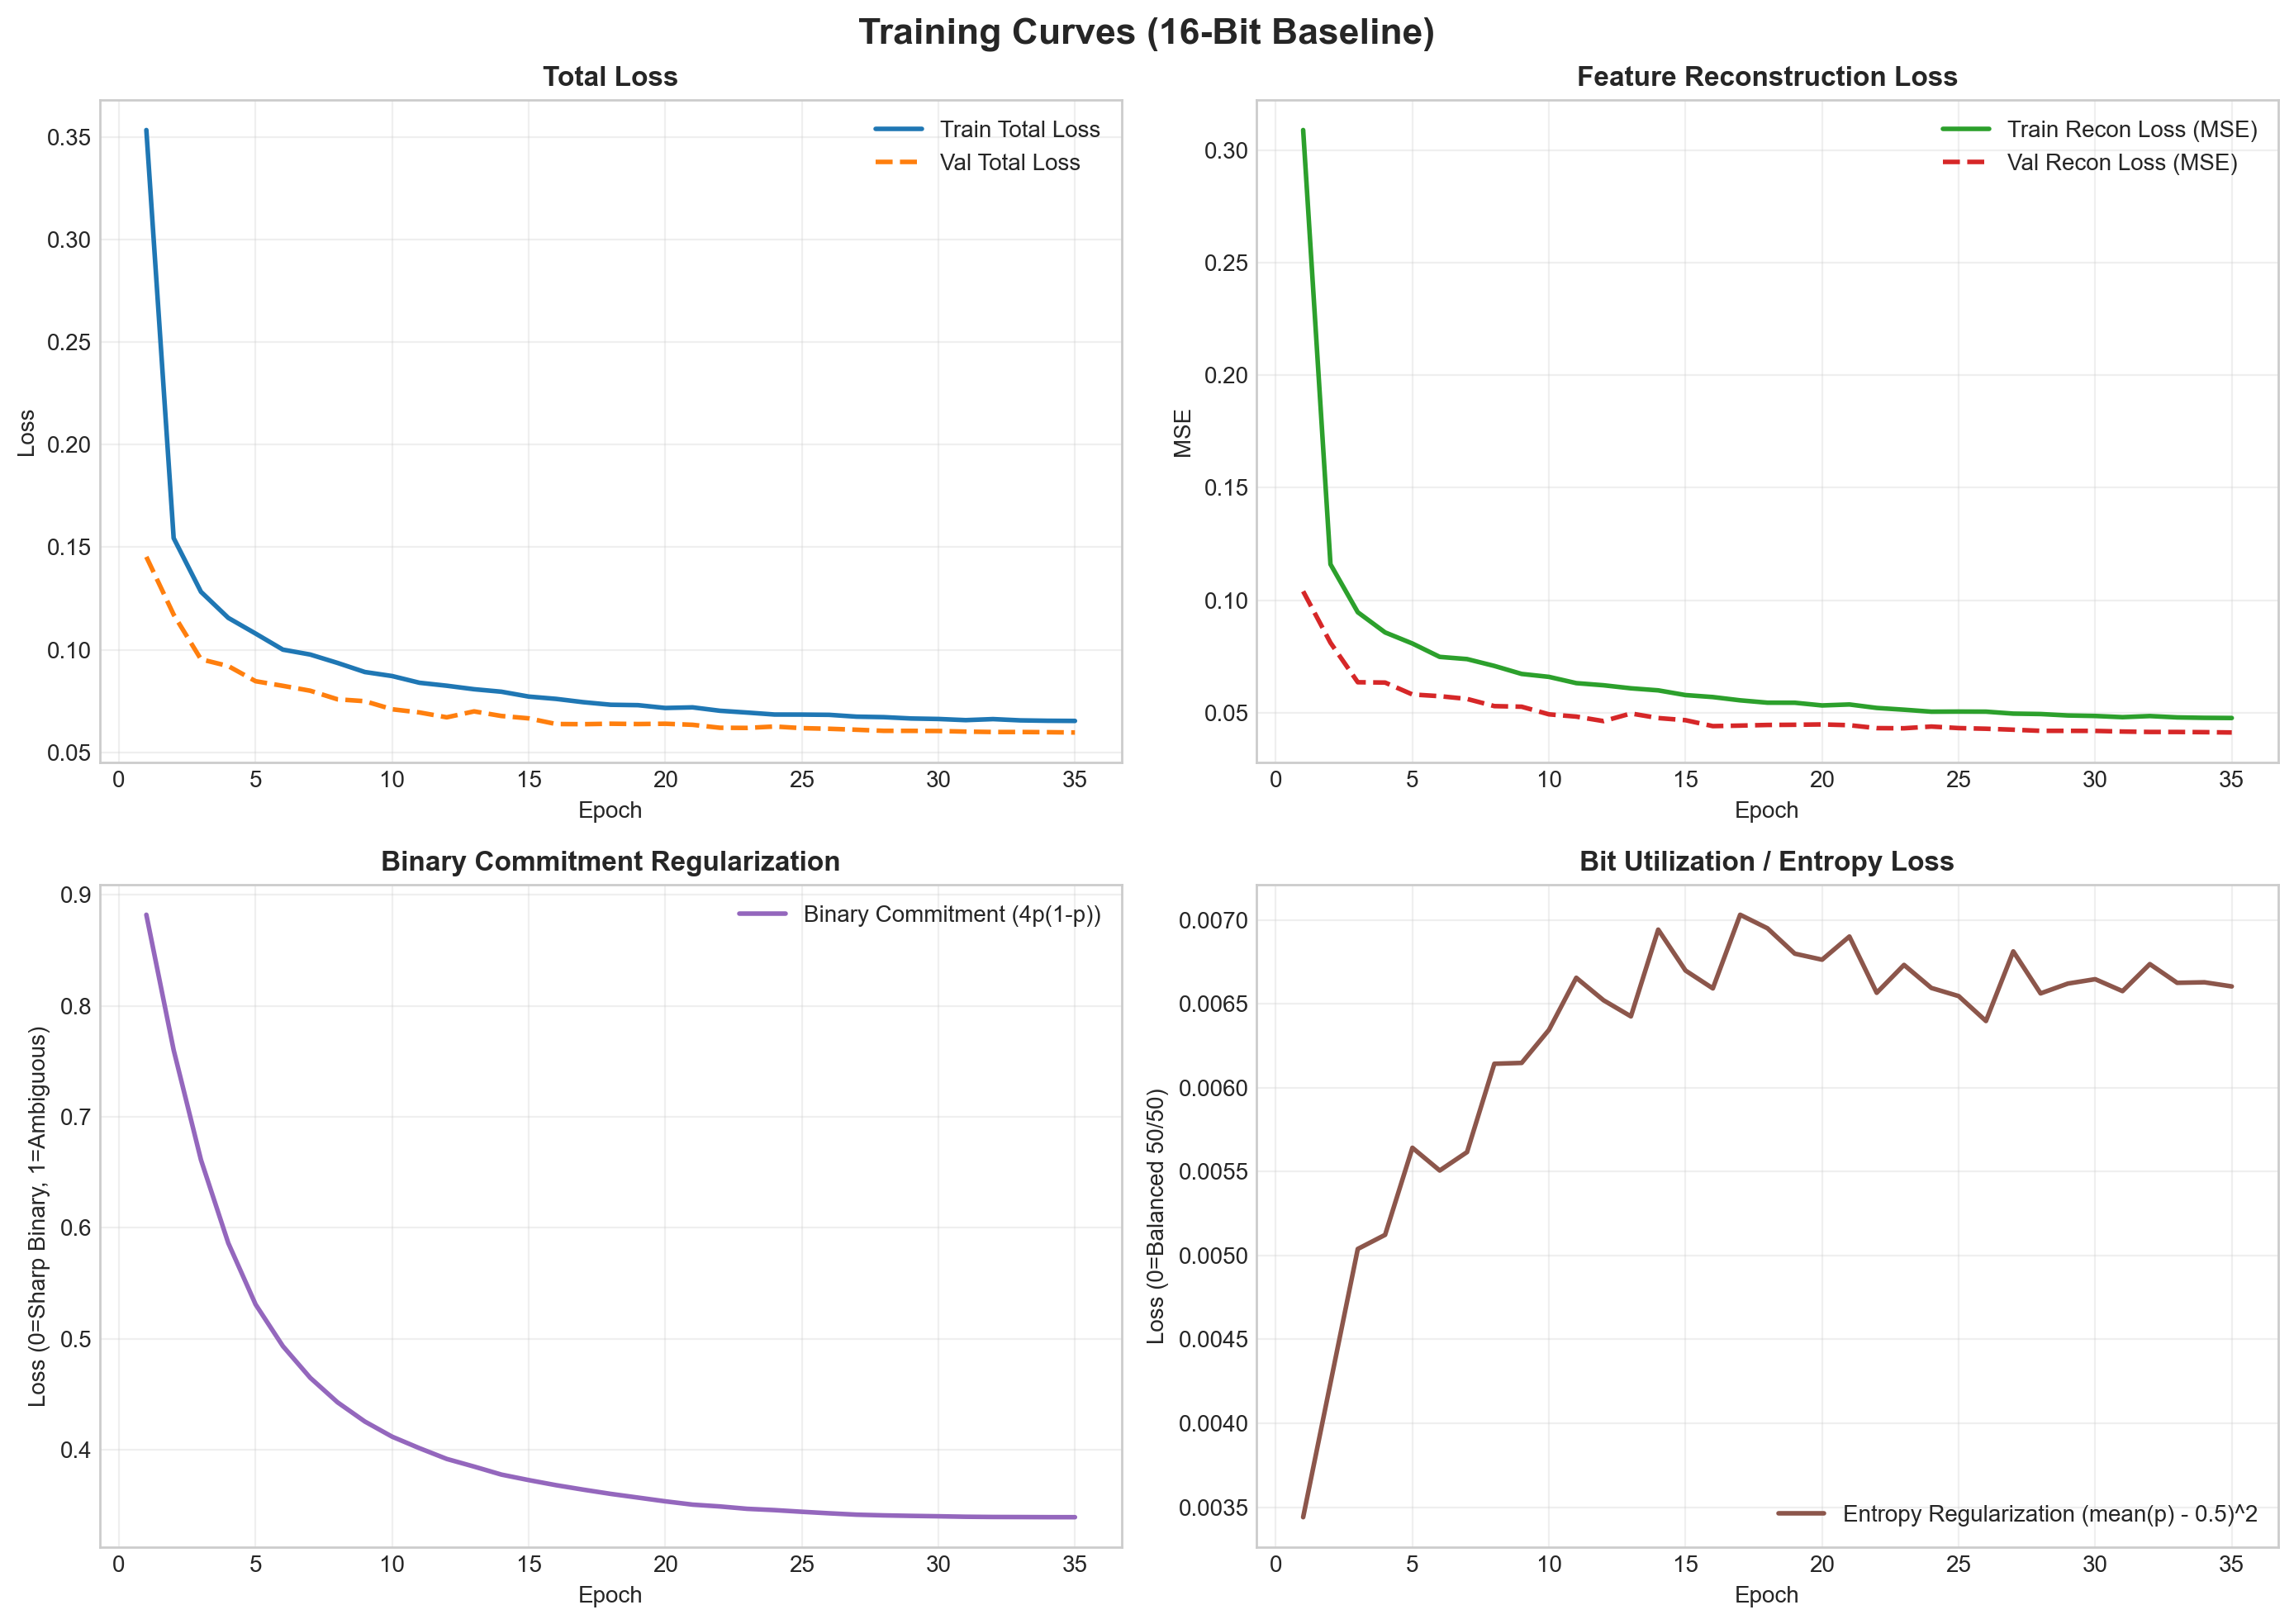 Training Curves (16-Bit Baseline)
Total Loss
Train Total Loss
Val Total Loss
0.35
0.30
0.25
0.20
0.15
0.10
0.05
Loss
0 5 10 15 20 25 30 35
Epoch
Feature Reconstruction Loss
Train Recon Loss (MSE)
Val Recon Loss (MSE)
0.30
0.25
0.20
0.15
0.10
0.05
MSE
0 5 10 15 20 25 30 35
Epoch
Binary Commitment Regularization
Binary Commitment (4p(1-p))
0.9
0.8
0.7
0.6
0.5
0.4
Loss (0=Sharp Binary, 1=Ambiguous)
0 5 10 15 20 25 30 35
Epoch
Bit Utilization / Entropy Loss
0.0070
0.0065
0.0060
0.0055
0.0050
0.0045
0.0040
0.0035
Loss (0=Balanced 50/50)
Entropy Regularization (mean(p) - 0.5)^2
0 5 10 15 20 25 30 35
Epoch